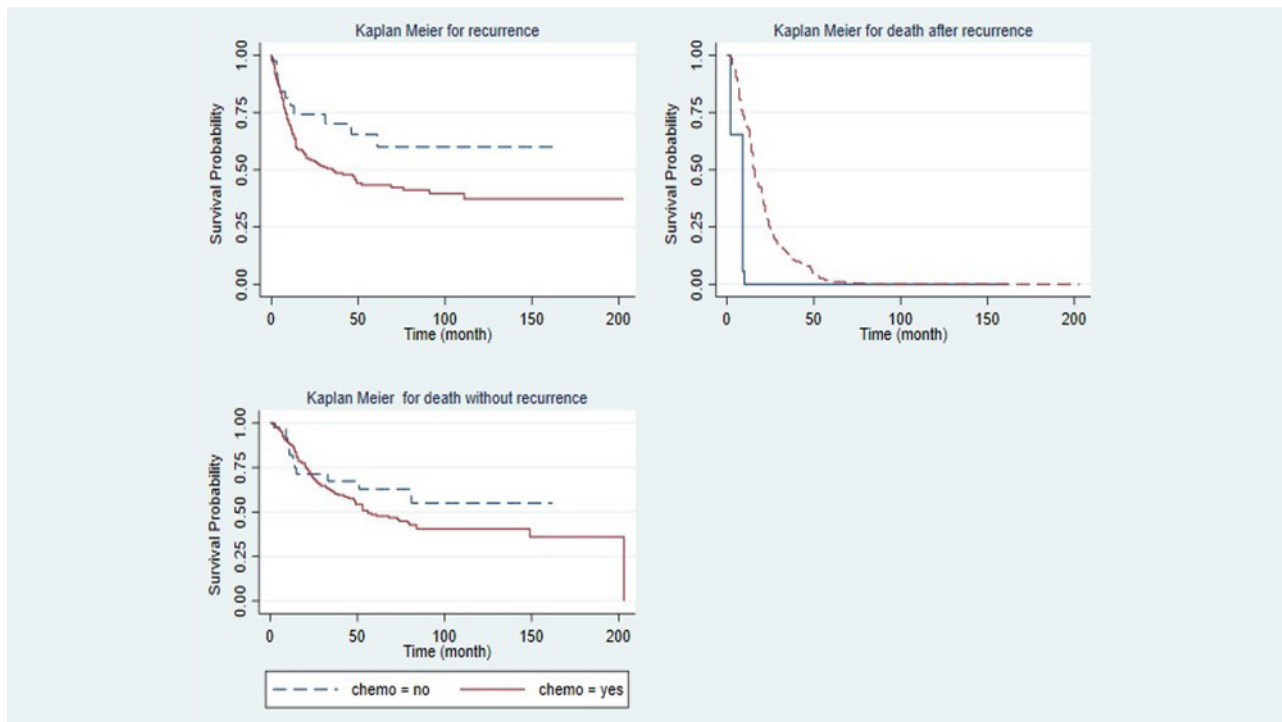 Kaplan Meier for recurrence
Survival Probability
0.00 0.25 0.50 0.75 1.00
0 50 100 150 200
Time (month)
Kaplan Meier for death after recurrence
Survival Probability
0.00 0.25 0.50 0.75 1.00
0 50 100 150 200
Time (month)
Kaplan Meier for death without recurrence
Survival Probability
0.00 0.25 0.50 0.75 1.00
0 50 100 150 200
Time (month)
chemo = no chemo = yes